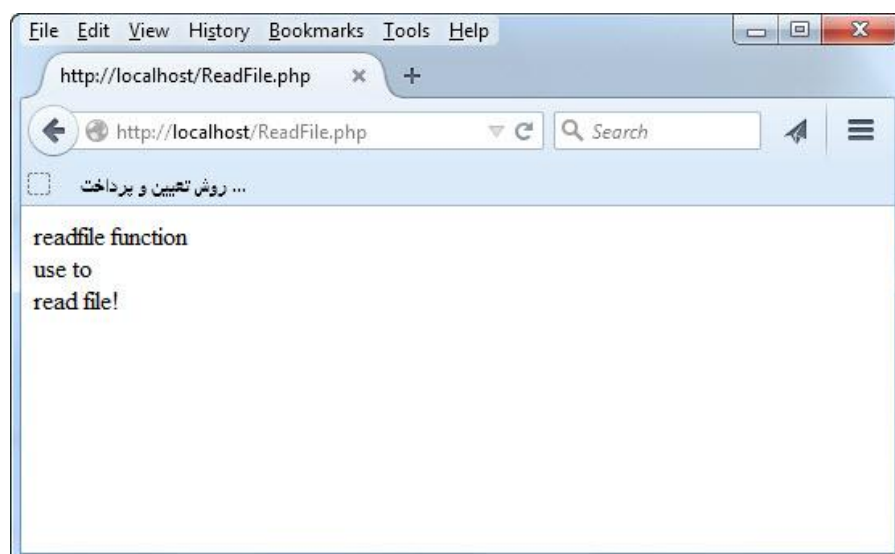 File Edit View History Bookmarks Tools Help
http://localhost/ReadFile.php
http://localhost/ReadFile.php Search
روش تعیین و پرداخت ...
readfile function
use to
read file!